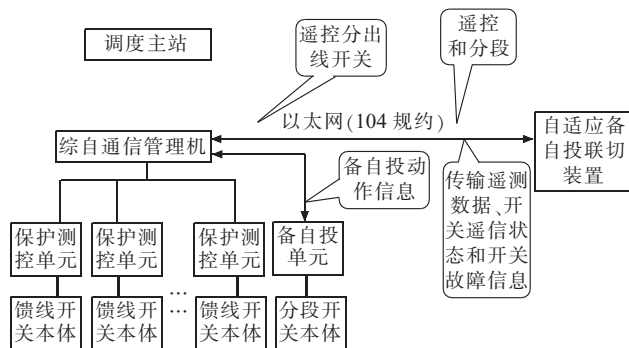 调度主站
遥控分出
线开关
遥控
和分段
以太网(104 规约)
综自通信管理机
自适应备
自投联切
装置
备自投动
作信息
传输遥测
数据、开
关遥信状
态和开关
故障信息
保护测
控单元
保护测
控单元
保护测
控单元
备自投
单元
...
...
馈线开
关本体
馈线开
关本体
馈线开
关本体
分段开
关本体